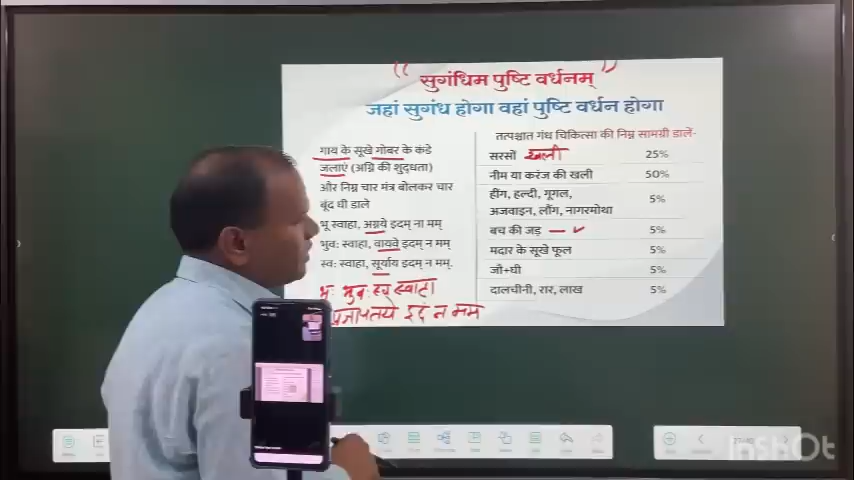 सुगंधिम पुष्टि वर्धनम्
जहां सुगंध होगा वहां पुष्टि वर्धन होगा
गाय के सूखे गोबर के कंडे
जलाएं (अग्नि की शुद्धता)
और निम्न चार मंत्र बोलकर चार
बूंद घी डाले
भू स्वाहा, अग्नये इदम् ना मम्
भुवः स्वाहा, वायवे इदम् न मम्
स्वः स्वाहा, सूर्याय इदम् न मम्.
भुवः स्वाहा
इदं न मम
तत्पश्चात गंध चिकित्सा की निम्न सामग्री डालें-
सरसों खली 25%
नीम या करंज की खली 50%
हींग, हल्दी, गूगल,
अजवाइन, लौंग, नागरमोथा 5%
बच की जड़ 5%
मदार के सूखे फूल 5%
जौ+घी 5%
दालचीनी, रार, लाख 5%
InShOt